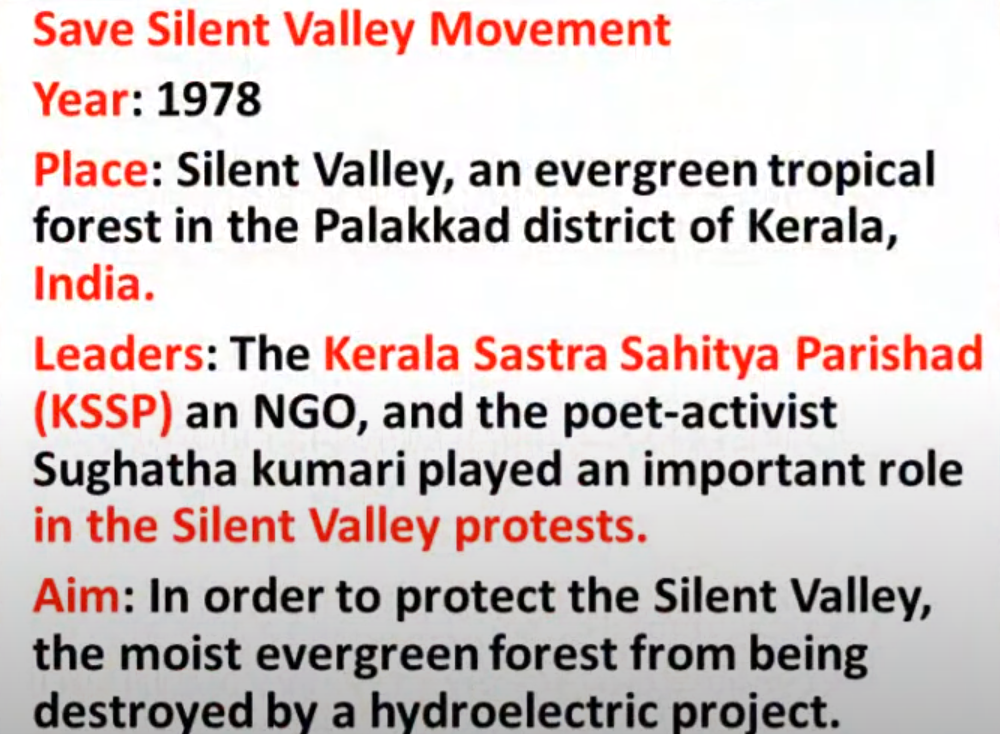 Save Silent Valley Movement
Year: 1978
Place: Silent Valley, an evergreen tropical
forest in the Palakkad district of Kerala,
India.
Leaders: The Kerala Sastra Sahitya Parishad
(KSSP) an NGO, and the poet-activist
Sughatha kumari played an important role
in the Silent Valley protests.
Aim: In order to protect the Silent Valley,
the moist evergreen forest from being
destroyed by a hydroelectric project.